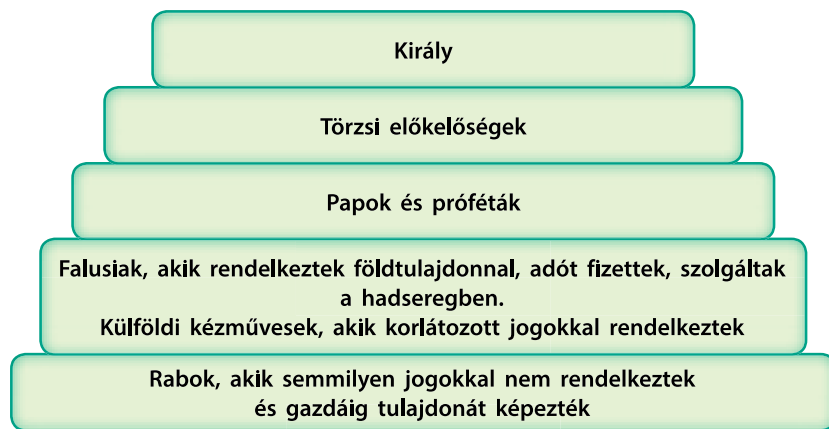 Király
Törzsi előkelőségek
Papok és próféták
Falusiak, akik rendelkeztek földtulajdonnal, adót fizettek, szolgáltak
a hadseregben.
Külföldi kézművesek, akik korlátozott jogokkal rendelkeztek
Rabok, akik semmilyen jogokkal nem rendelkeztek
és gazdáig tulajdonát képezték